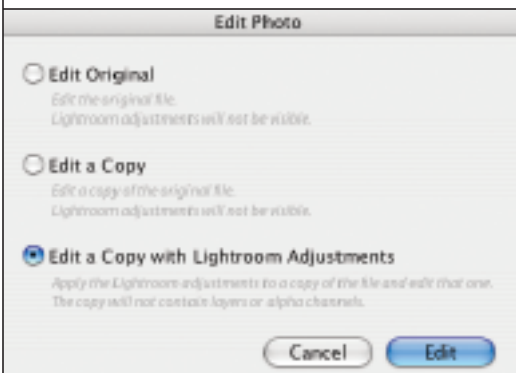 Edit Photo
Edit Original
Edit the original file.
Lightroom adjustments will not be visible.
Edit a Copy
Edit a copy of the original file.
Lightroom adjustments will not be visible.
Edit a Copy with Lightroom Adjustments
Apply the Lightroom adjustments to a copy of the file and edit that one.
The copy will not contain layers or alpha channels.
Cancel
Edit